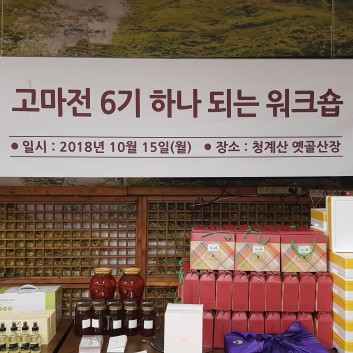 고마전 6기 하나 되는 워크숍
● 일시 : 2018년 10월 15일(월) ● 장소 : 청계산 옛골산장